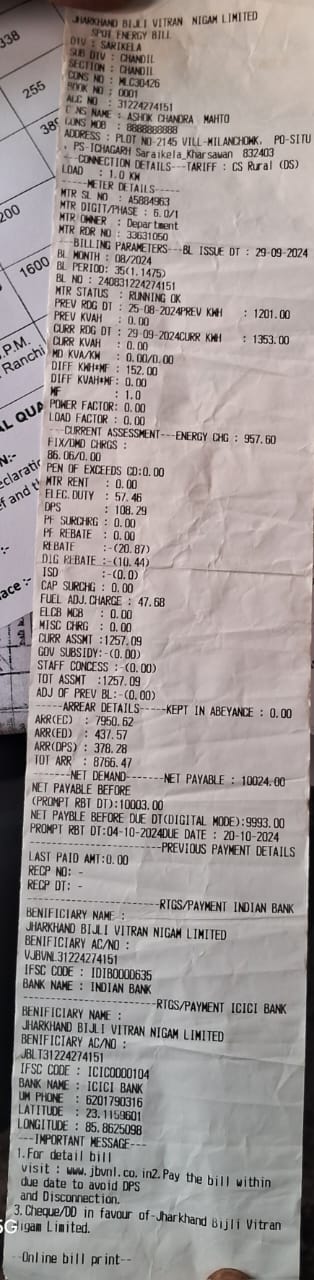 338
255
389
200
1600
P.M.
Ranchi
AL QUA
N:-
eclarati
ef and th
:-
ace :-
JHARKHAND BIJLI VITRAN NIGAM LIMITED
SPOT ENERGY BILL
DIV : SARIKELA
SUB DIV : CHANDIL
SECTION : CHANDIL
CONS NO : MLC30426
BOOK NO : 0001
ALC NO : 31224274151
CONS NAME : ASHOK CHANDRA MAHTO
CONS MOB : 8888888888
ADDRESS : PLOT NO-2145 VILL-MILANCHOWK, PO-SITU
, PS-ICHAGARH Saraikela_Kharsawan 832403
---CONNECTION DETAILS---TARIFF : CS Rural (DS)
LOAD : 1.0 KW
------METER DETAILS-----
MTR SL NO : A5884963
MTR DIGIT/PHASE : 6.0/1
MTR OWNER : Department
MTR RDR NO : 33631050
---BILLING PARAMETERS---BL ISSUE DT : 29-09-2024
BL MONTH : 08/2024
BL PERIOD: 35(1.1475)
BL NO : 240831224274151
MTR STATUS : RUNNING OK
PREV RDG DT : 25-08-2024PREV KWH : 1201.00
PREV KVAH : 0.00
CURR RDG DT : 29-09-2024CURR KWH : 1353.00
CURR KVAH : 0.00
MD KVA/KW : 0.00/0.00
DIFF KWH*MF : 152.00
DIFF KVAH*MF: 0.00
MF : 1.0
POWER FACTOR: 0.00
LOAD FACTOR : 0.00
---CURRENT ASSESSMENT---ENERGY CHG : 957.60
FIX/DMD CHRGS :
86.06/0.00
PEN OF EXCEEDS CD:0.00
MTR RENT : 0.00
ELEC.DUTY : 57.46
DPS : 108.29
PF SURCHRG : 0.00
PF REBATE : 0.00
REBATE :-(20.87)
DIG REBATE :-(10.44)
ISD :-(0.0)
CAP SURCHG : 0.00
FUEL ADJ.CHARGE : 47.68
ELCB MCB : 0.00
MISC CHRG : 0.00
CURR ASSMT :1257.09
GOV SUBSIDY:-(0.00)
STAFF CONCESS :-(0.00)
TOT ASSMT :1257.09
ADJ OF PREV BL:-(0.00)
-----ARREAR DETAILS-----KEPT IN ABEYANCE : 0.00
ARR(EC) : 7950.62
ARR(ED) : 437.57
ARR(DPS) : 378.28
TOT ARR : 8766.47
-------NET DEMAND-------NET PAYABLE : 10024.00
NET PAYABLE BEFORE
(PROMPT RBT DT):10003.00
NET PAYBLE BEFORE DUE DT(DIGITAL MODE):9993.00
PROMPT RBT DT:04-10-2024DUE DATE : 20-10-2024
------------------------PREVIOUS PAYMENT DETAILS
LAST PAID AMT:0.00
RECP NO: -
RECP DT: -
------------------------RTGS/PAYMENT INDIAN BANK
BENIFICIARY NAME :
JHARKHAND BIJLI VITRAN NIGAM LIMITED
BENIFICIARY AC/NO :
VJBVNL31224274151
IFSC CODE : IDIB0000635
BANK NAME : INDIAN BANK
------------------------RTGS/PAYMENT ICICI BANK
BENIFICIARY NAME :
JHARKHAND BIJLI VITRAN NIGAM LIMITED
BENIFICIARY AC/NO :
JBLT31224274151
IFSC CODE : ICIC0000104
BANK NAME : ICICI BANK
UM PHONE : 6201790316
LATITUDE : 23.1159601
LONGITUDE : 85.8625098
---IMPORTANT MESSAGE---
1.For detail bill
visit : www.jbvnl.co.in2.Pay the bill within
due date to avoid DPS
and Disconnection.
3.Cheque/DD in favour of-Jharkhand Bijli Vitran
Nigam Limited.
5G
--Online bill print--